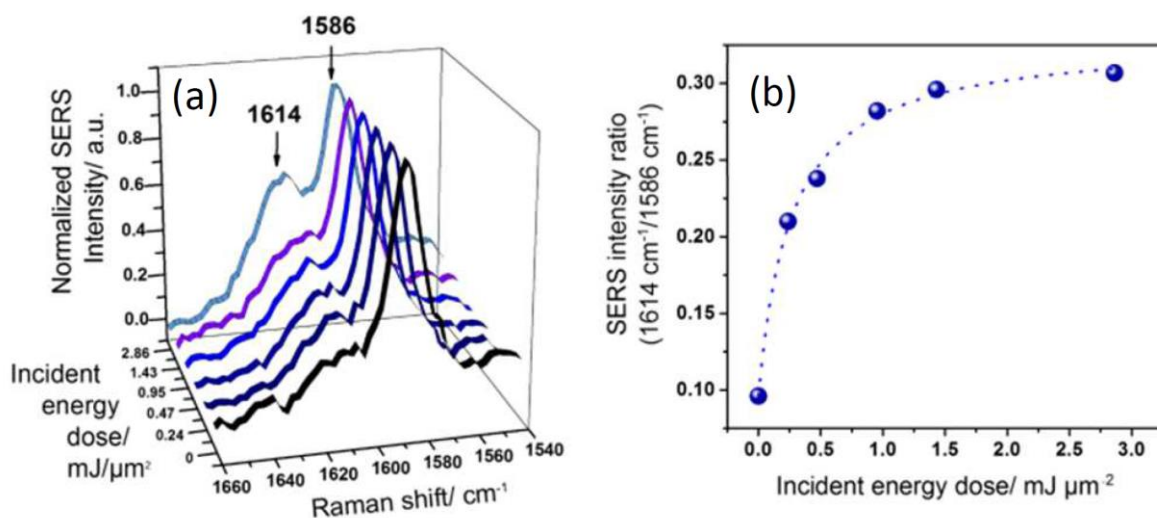 (a)
1586
1614
Normalized SERS
Intensity/ a.u.
1.0
0.8
0.6
0.4
0.2
0.0
2.86
1.43
0.95
0.47
0.24
0
Incident
energy
dose/
mJ/µm²
1660
1640
1620
1600
1580
1560
1540
Raman shift/ cm⁻¹
(b)
SERS intensity ratio
(1614 cm⁻¹/1586 cm⁻¹)
0.30
0.25
0.20
0.15
0.10
0.0 0.5 1.0 1.5 2.0 2.5 3.0
Incident energy dose/ mJ µm⁻²